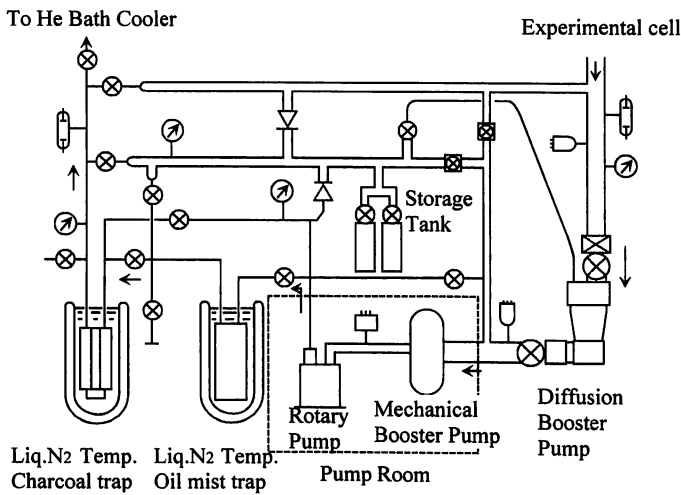 To He Bath Cooler
Experimental cell
Storage
Tank
Rotary
Pump
Mechanical
Booster Pump
Diffusion
Booster
Pump
Liq.N2 Temp.
Charcoal trap
Liq.N2 Temp.
Oil mist trap
Pump Room